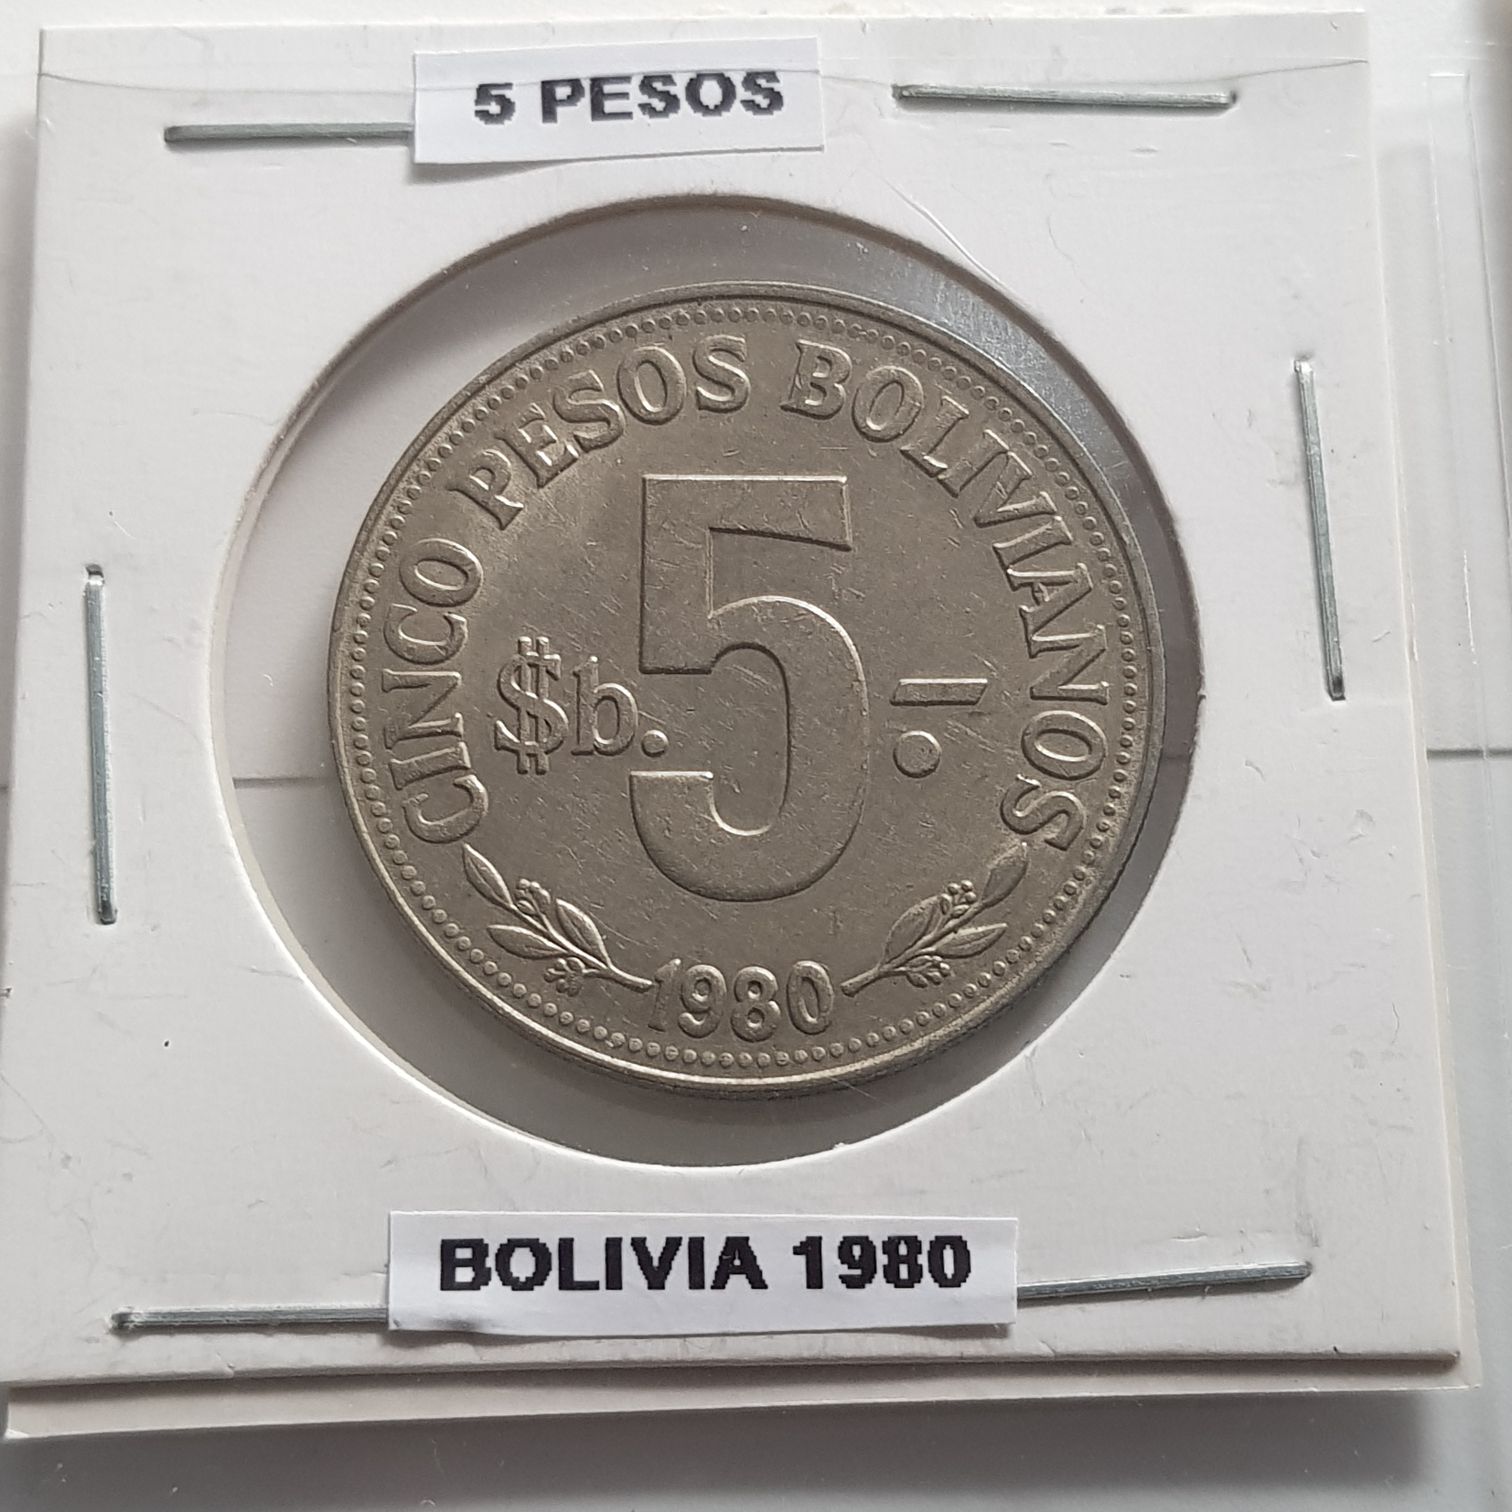 5 PESOS
CINCO PESOS BOLIVIANOS
$b. 5.-
1980
BOLIVIA 1980